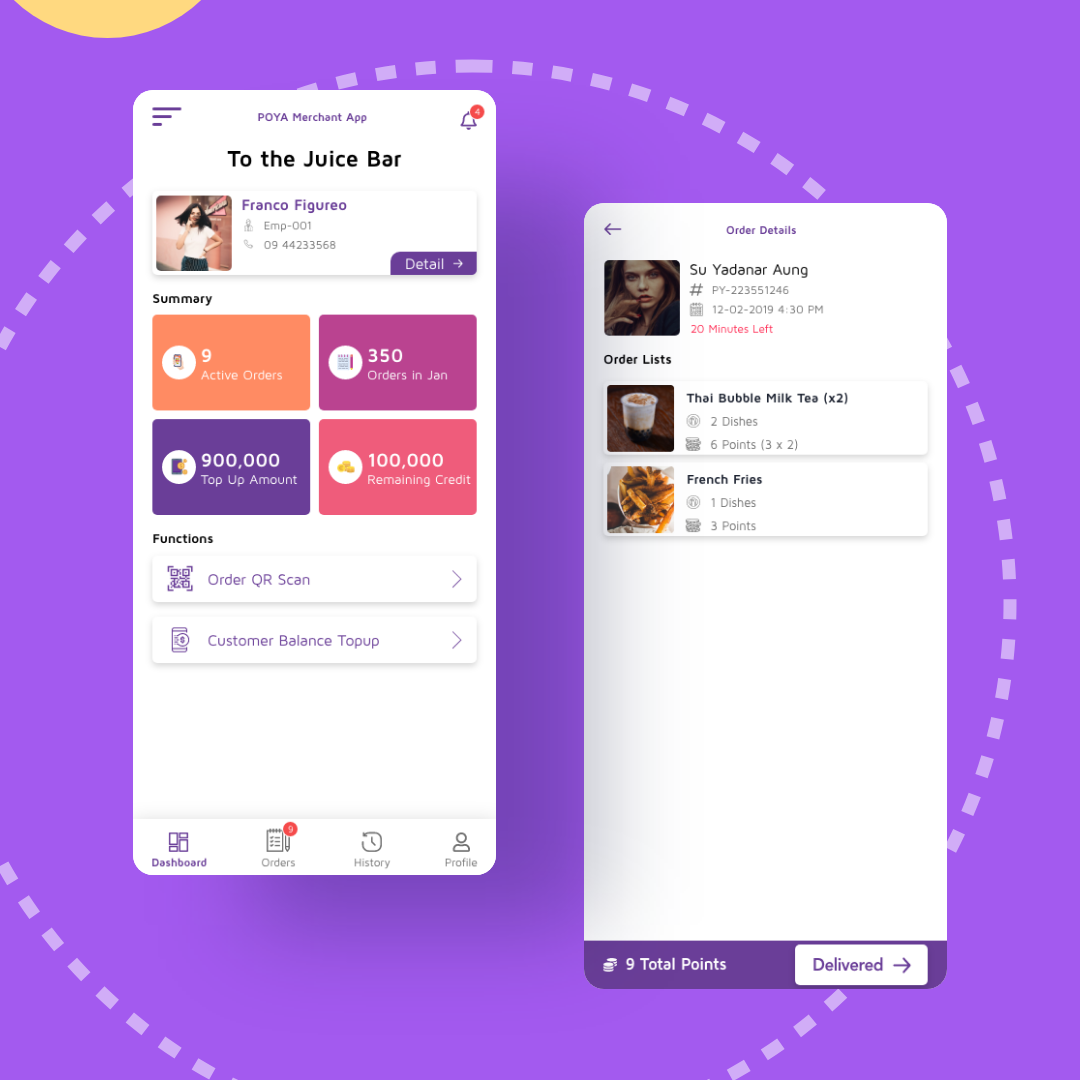 POYA Merchant App
4
To the Juice Bar
Franco Figureo
Emp-001
09 44233568
Detail →
Summary
9
Active Orders
350
Orders in Jan
900,000
Top Up Amount
100,000
Remaining Credit
Functions
Order QR Scan
Customer Balance Topup
Dashboard
9
Orders
History
Profile
Order Details
Su Yadanar Aung
# PY-223551246
12-02-2019 4:30 PM
20 Minutes Left
Order Lists
Thai Bubble Milk Tea (x2)
2 Dishes
6 Points (3 x 2)
French Fries
1 Dishes
3 Points
9 Total Points
Delivered →